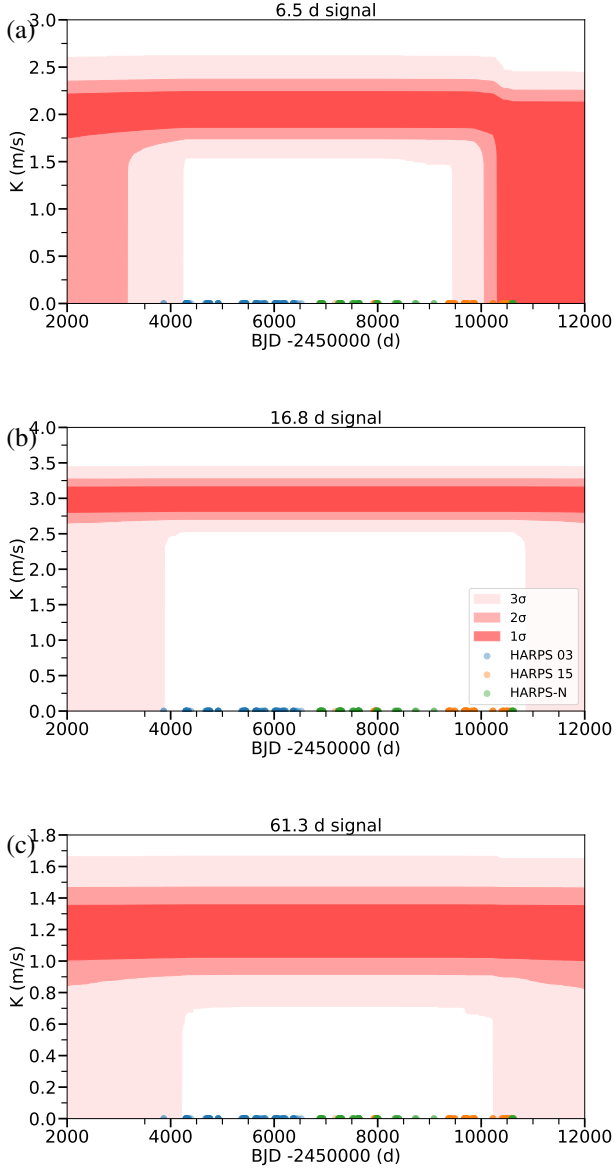 (a)
6.5 d signal
3.0
2.5
2.0
1.5
1.0
0.5
0.0
K (m/s)
2000 4000 6000 8000 10000 12000
BJD -2450000 (d)
(b)
16.8 d signal
4.0
3.5
3.0
2.5
2.0
1.5
1.0
0.5
0.0
K (m/s)
3σ
2σ
1σ
HARPS 03
HARPS 15
HARPS-N
2000 4000 6000 8000 10000 12000
BJD -2450000 (d)
(c)
61.3 d signal
1.8
1.6
1.4
1.2
1.0
0.8
0.6
0.4
0.2
0.0
K (m/s)
2000 4000 6000 8000 10000 12000
BJD -2450000 (d)